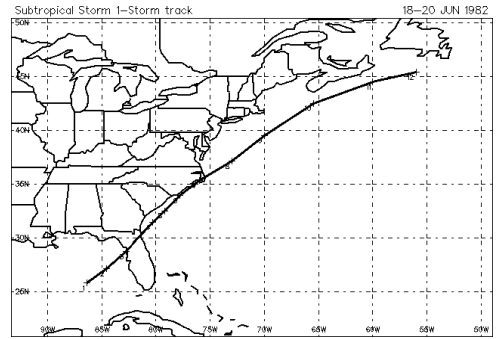 Subtropical Storm 1-Storm track 18-20 JUN 1982
50N
45N
40N
35N
30N
25N
90W 85W 80W 75W 70W 65W 60W 55W 50W